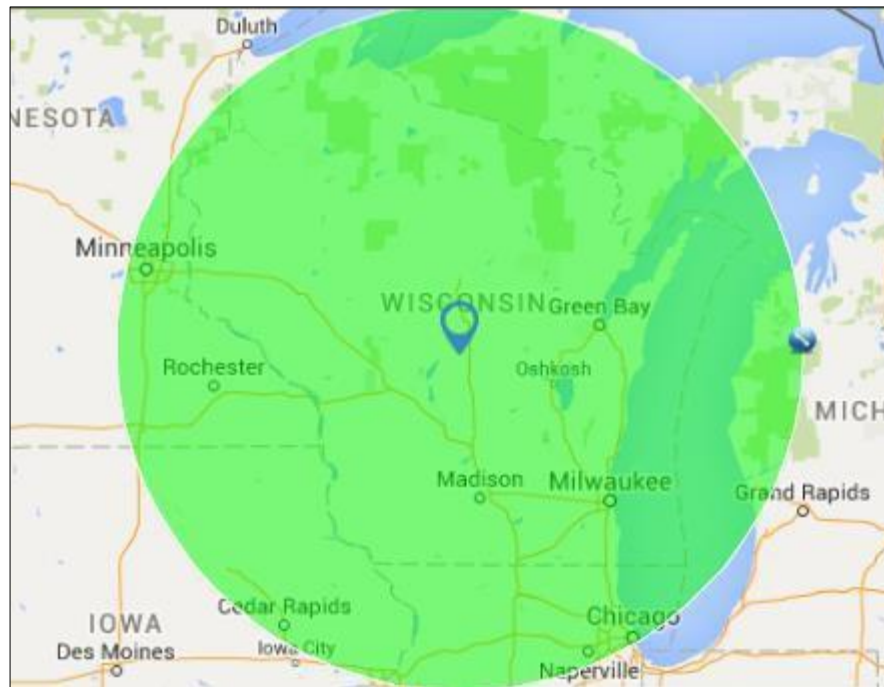 Duluth
NESOTA
Minneapolis
WISCONSIN
Green Bay
Rochester
Oshkosh
MICH
Madison
Milwaukee
Grand Rapids
Cedar Rapids
Chicago
IOWA
Iowa City
Des Moines
Naperville